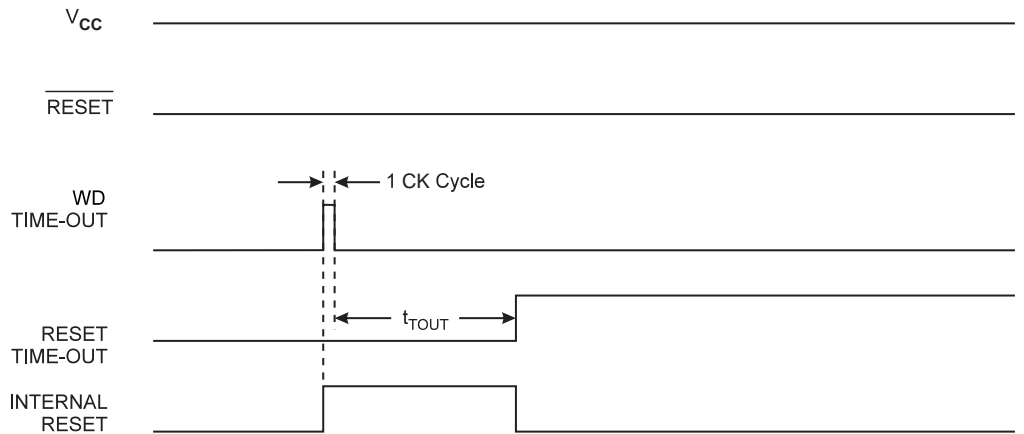 VCC
RESET
1 CK Cycle
WD
TIME-OUT
tTOUT
RESET
TIME-OUT
INTERNAL
RESET